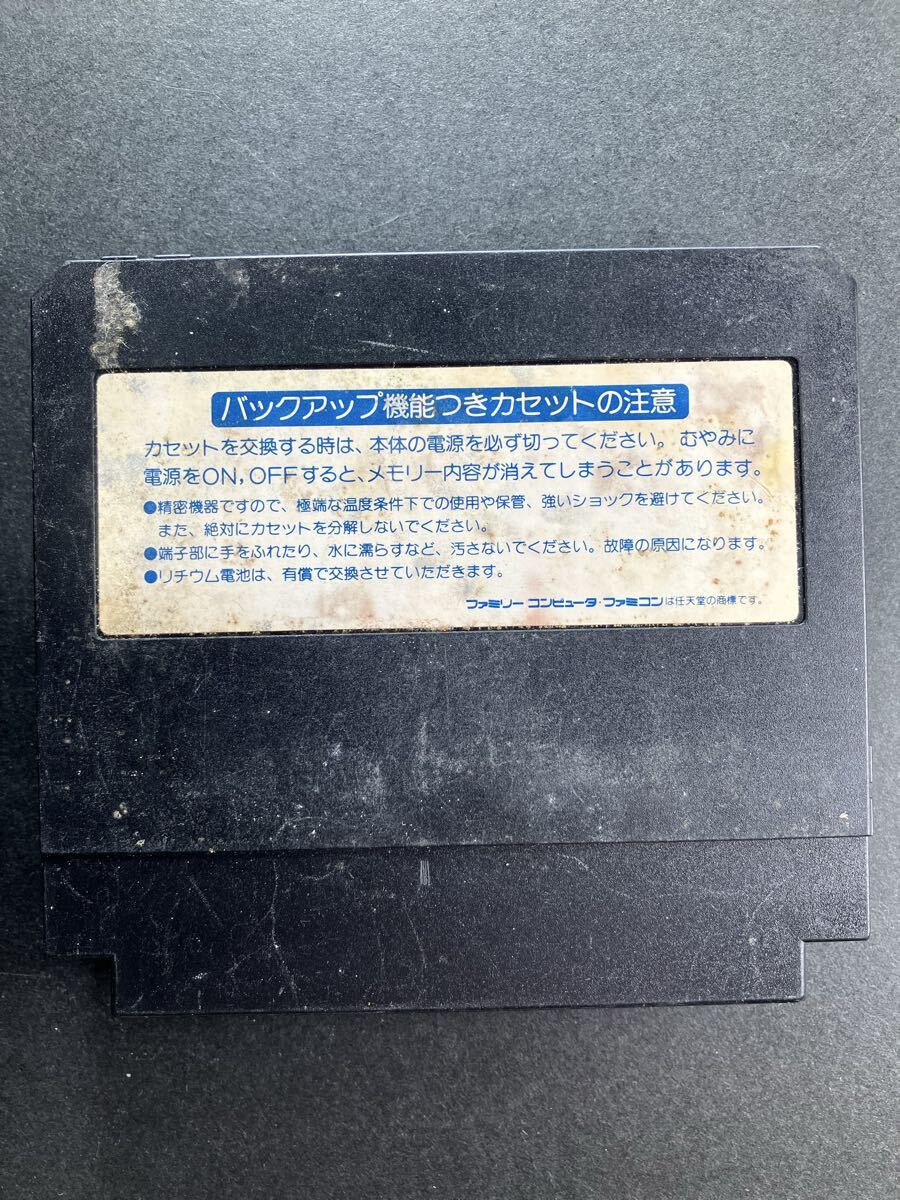 バックアップ機能つきカセットの注意
カセットを交換する時は、本体の電源を必ず切ってください。むやみに
電源をON,OFFすると、メモリー内容が消えてしまうことがあります。
●精密機器ですので、極端な温度条件下での使用や保管、強いショックを避けてください。
また、絶対にカセットを分解しないでください。
●端子部に手をふれたり、水に濡らすなど、汚さないでください。故障の原因になります。
●リチウム電池は、有償で交換させていただきます。
ファミリー コンピュータ・ファミコンは任天堂の商標です。